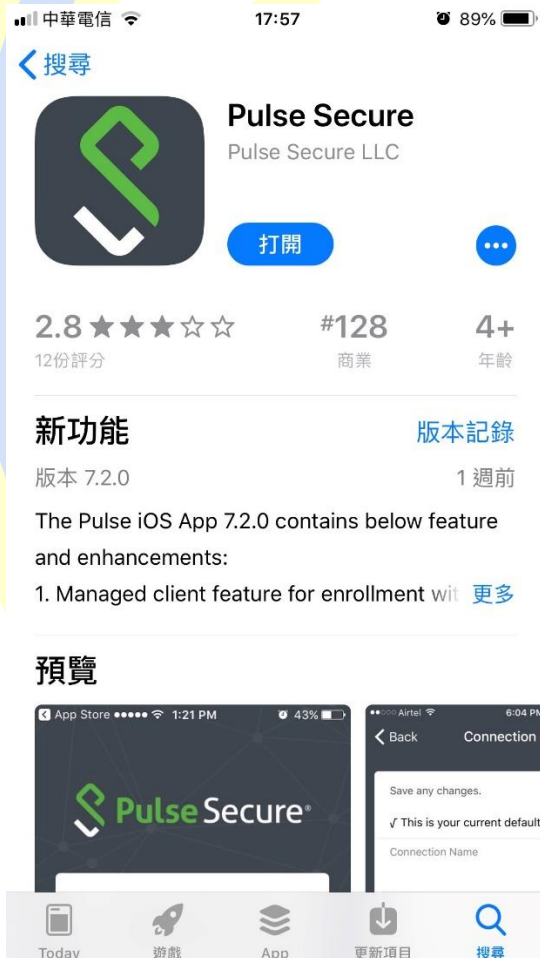 中華電信
17:57
89%
搜尋
Pulse Secure
Pulse Secure LLC
打開
2.8
#128
4+
12份評分
商業
年齡
新功能
版本記錄
版本 7.2.0
1 週前
The Pulse iOS App 7.2.0 contains below feature
and enhancements:
1. Managed client feature for enrollment wit 更多
預覽
App Store 1:21 PM 43%
Pulse Secure®
Airtel 6:04 PM
Back Connection
Save any changes.
√ This is your current default
Connection Name
Today
遊戲
App
更新項目
搜尋